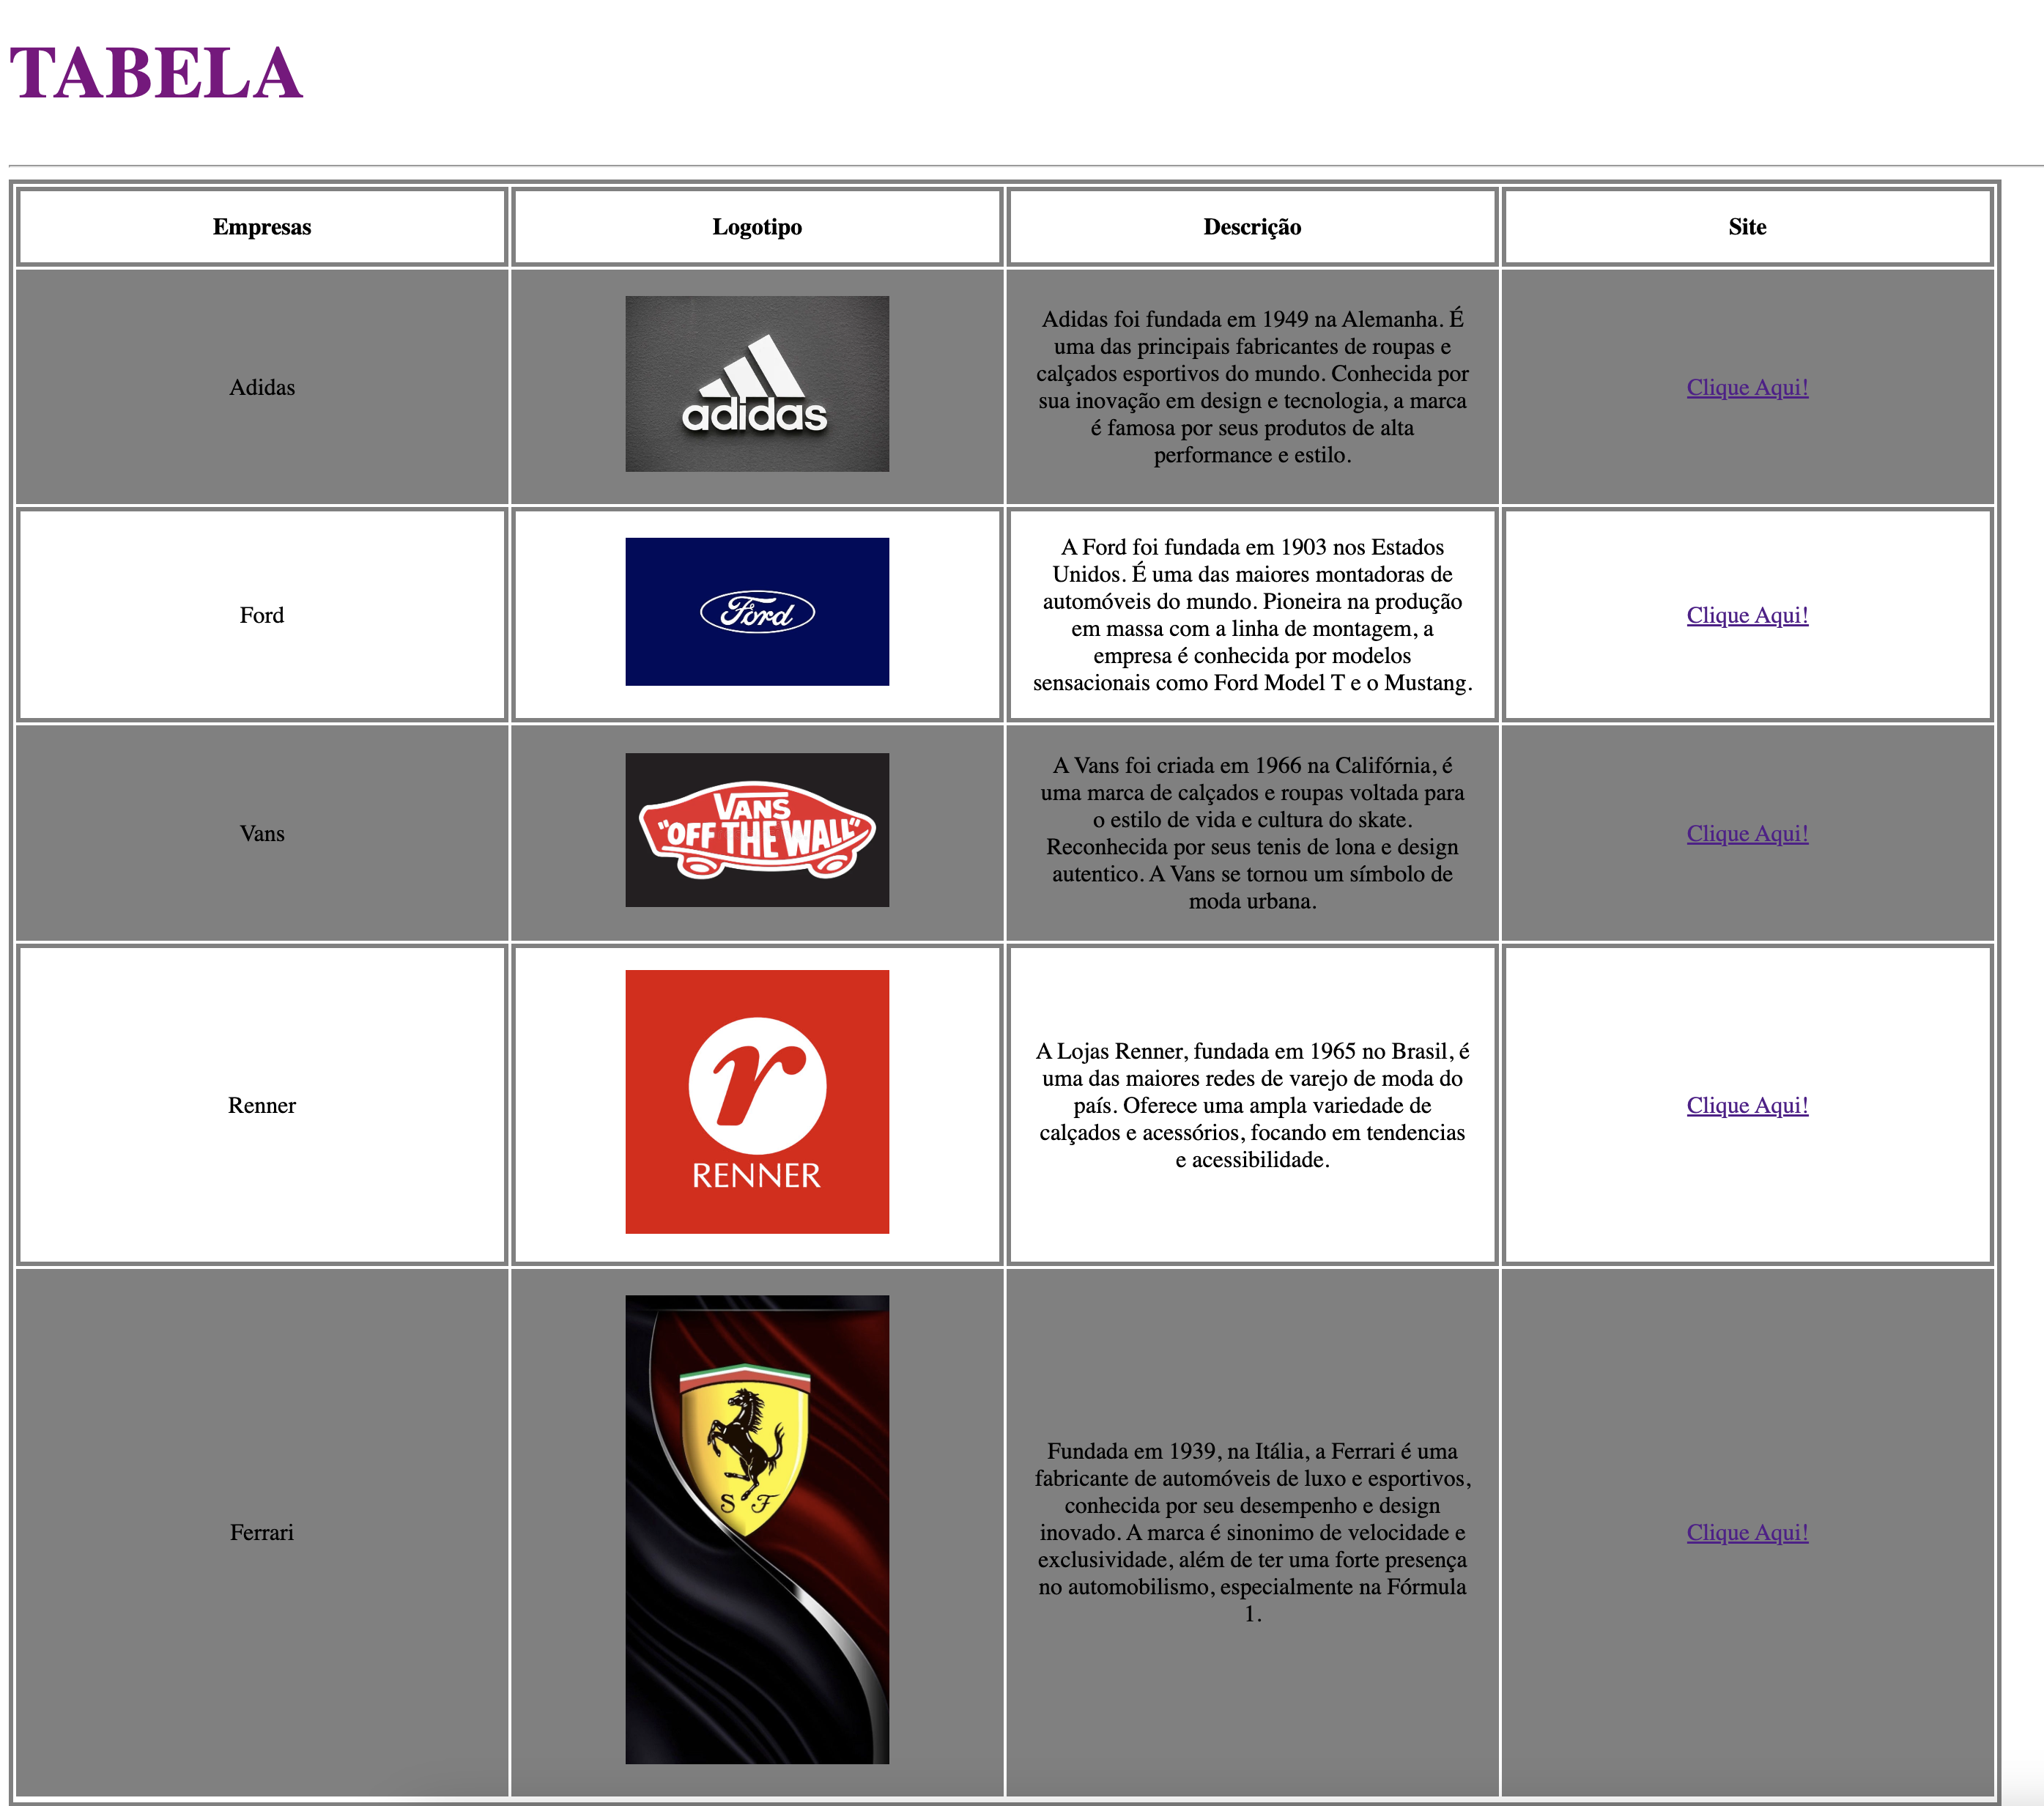 TABELA
Empresas
Logotipo
Descrição
Site
Adidas
adidas
Adidas foi fundada em 1949 na Alemanha. É
uma das principais fabricantes de roupas e
calçados esportivos do mundo. Conhecida por
sua inovação em design e tecnologia, a marca
é famosa por seus produtos de alta
performance e estilo.
Clique Aqui!
Ford
Ford
A Ford foi fundada em 1903 nos Estados
Unidos. É uma das maiores montadoras de
automóveis do mundo. Pioneira na produção
em massa com a linha de montagem, a
empresa é conhecida por modelos
sensacionais como Ford Model T e o Mustang.
Clique Aqui!
Vans
VANS
"OFF THE WALL"
A Vans foi criada em 1966 na Califórnia, é
uma marca de calçados e roupas voltada para
o estilo de vida e cultura do skate.
Reconhecida por seus tenis de lona e design
autentico. A Vans se tornou um símbolo de
moda urbana.
Clique Aqui!
Renner
r
RENNER
A Lojas Renner, fundada em 1965 no Brasil, é
uma das maiores redes de varejo de moda do
país. Oferece uma ampla variedade de
calçados e acessórios, focando em tendencias
e acessibilidade.
Clique Aqui!
Ferrari
S F
Fundada em 1939, na Itália, a Ferrari é uma
fabricante de automóveis de luxo e esportivos,
conhecida por seu desempenho e design
inovado. A marca é sinonimo de velocidade e
exclusividade, além de ter uma forte presença
no automobilismo, especialmente na Fórmula
1.
Clique Aqui!